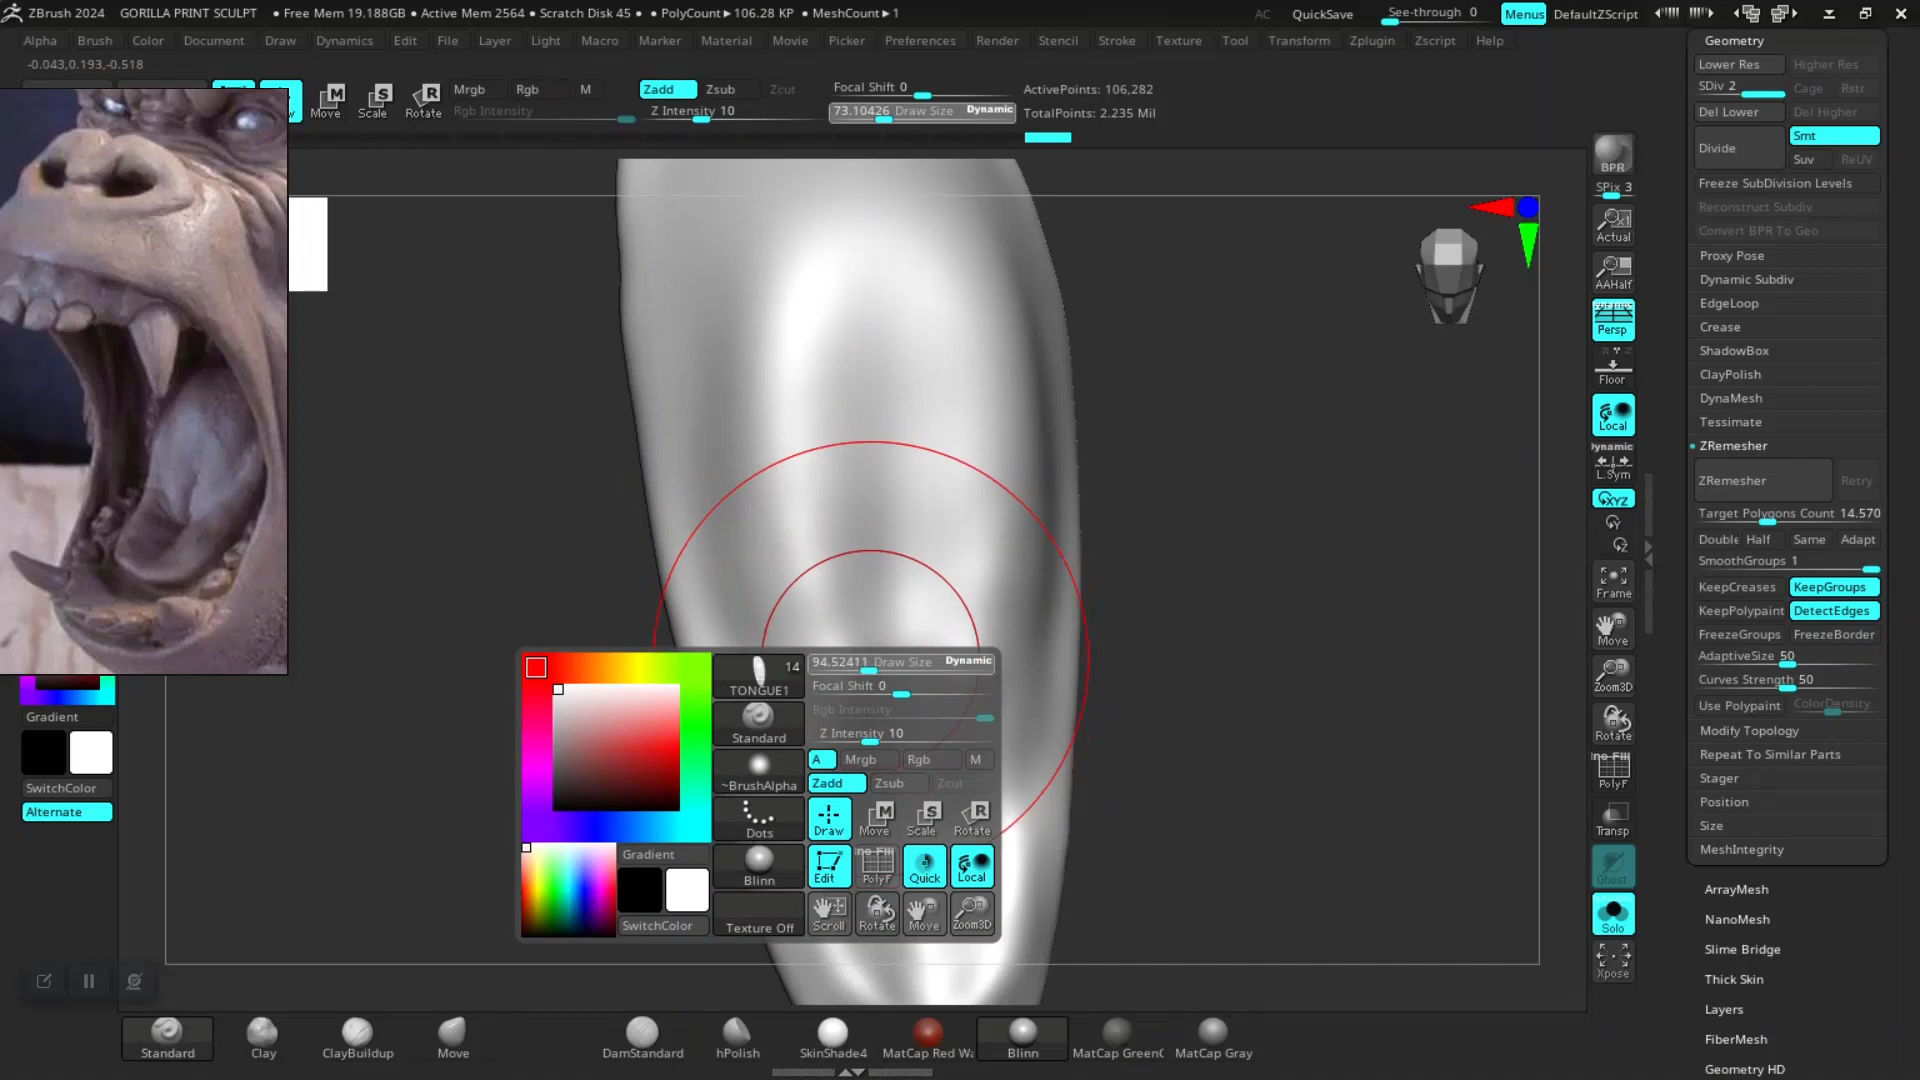 ZBrush 2024 GORILLA PRINT SCULPT • Free Mem 19.188GB • Active Mem 2564 • Scratch Disk 45 • PolyCount▸106.28 KP • MeshCount▸1 AC QuickSave See-through 0 Menus DefaultZScript
Alpha Brush Color Document Draw Dynamics Edit File Layer Light Macro Marker Material Movie Picker Preferences Render Stencil Stroke Texture Tool Transform Zplugin Zscript Help
-0.043,0.193,-0.518
Move Scale Rotate
Mrgb Rgb M
Rgb Intensity
Zadd Zsub Zcut
Z Intensity 10
Focal Shift 0
73.10426 Draw Size Dynamic
ActivePoints: 106,282
TotalPoints: 2.235 Mil
Gradient
SwitchColor
Alternate
14
TONGUE1
Standard
~BrushAlpha
Dots
Blinn
Texture Off
Gradient
SwitchColor
94.52411 Draw Size Dynamic
Focal Shift 0
Rgb Intensity
Z Intensity 10
A Mrgb Rgb M
Zadd Zsub Zcut
Draw Move Scale Rotate
Edit PolyF Quick Local
Scroll Rotate Move Zoom3D
Standard Clay ClayBuildup Move DamStandard hPolish SkinShade4 MatCap Red Wa Blinn MatCap GreenC MatCap Gray
BPR
SPix 3
Actual
AAHalf
Persp
Floor
Local
Dynamic
L.Sym
XYZ
Y
Z
Frame
Move
Zoom3D
Rotate
PolyF
Transp
Ghost
Solo
Xpose
Geometry
Lower Res Higher Res
SDiv 2 Cage Rstr
Del Lower Del Higher
Divide Smt
Suv ReUV
Freeze SubDivision Levels
Reconstruct Subdiv
Convert BPR To Geo
Proxy Pose
Dynamic Subdiv
EdgeLoop
Crease
ShadowBox
ClayPolish
DynaMesh
Tessimate
ZRemesher
ZRemesher Retry
Target Polygons Count 14.570
Double Half Same Adapt
SmoothGroups 1
KeepCreases KeepGroups
KeepPolypaint DetectEdges
FreezeGroups FreezeBorder
AdaptiveSize 50
Curves Strength 50
Use Polypaint ColorDensity
Modify Topology
Repeat To Similar Parts
Stager
Position
Size
MeshIntegrity
ArrayMesh
NanoMesh
Slime Bridge
Thick Skin
Layers
FiberMesh
Geometry HD